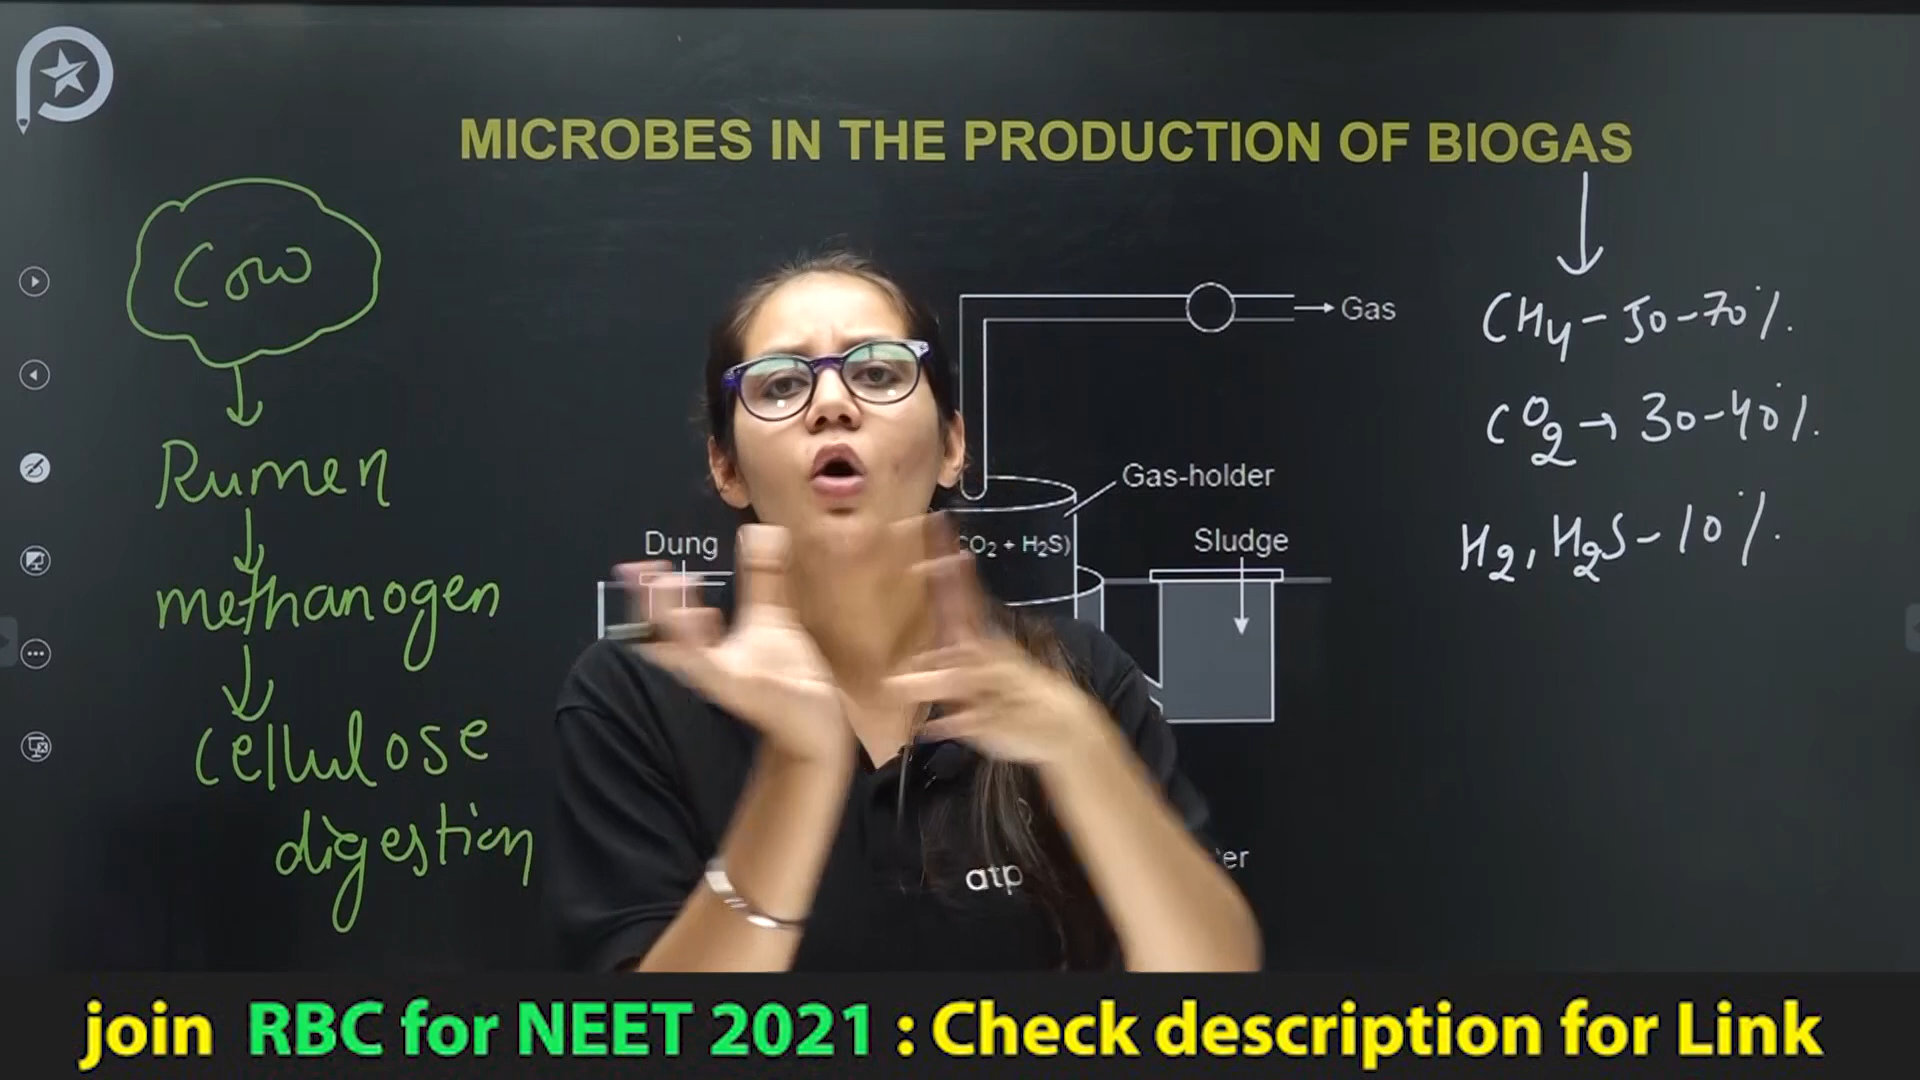 MICROBES IN THE PRODUCTION OF BIOGAS
Cow
Rumen
methanogen
cellulose
digestion
Gas
Gas-holder
CO2 + H2S)
Dung
Sludge
CH4 - 50-70%.
CO2 → 30-40%.
H2, H2S - 10%.
atp
join RBC for NEET 2021 : Check description for Link